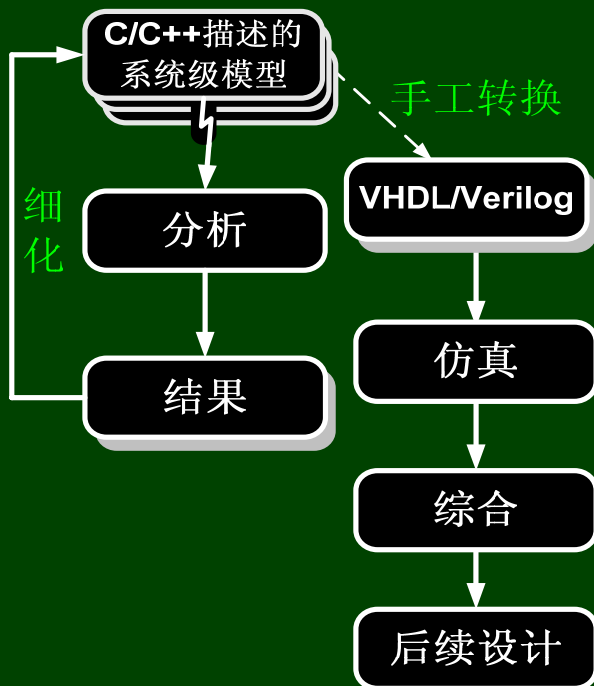 C/C++描述的
系统级模型
手工转换
VHDL/Verilog
细
化
分析
仿真
结果
综合
后续设计